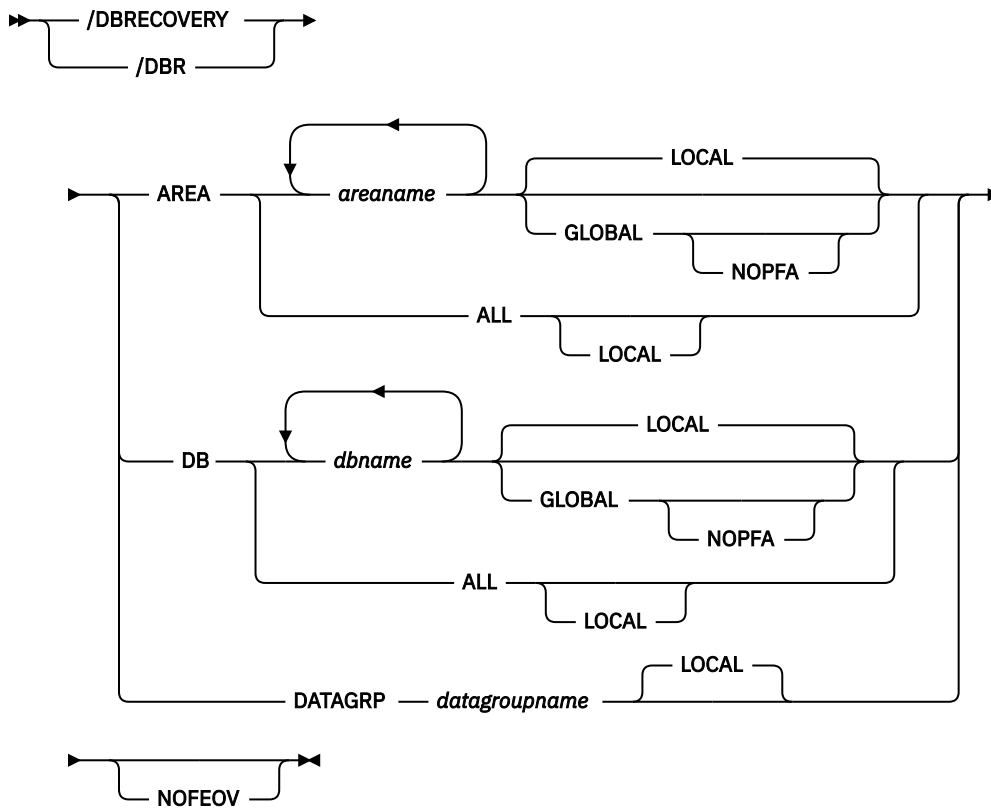 /DBRECOVERY
/DBR
LOCAL
AREA areaname
GLOBAL
NOPFA
ALL
LOCAL
LOCAL
DB dbname
GLOBAL
NOPFA
ALL
LOCAL
LOCAL
DATAGRP datagroupname
NOFEOV